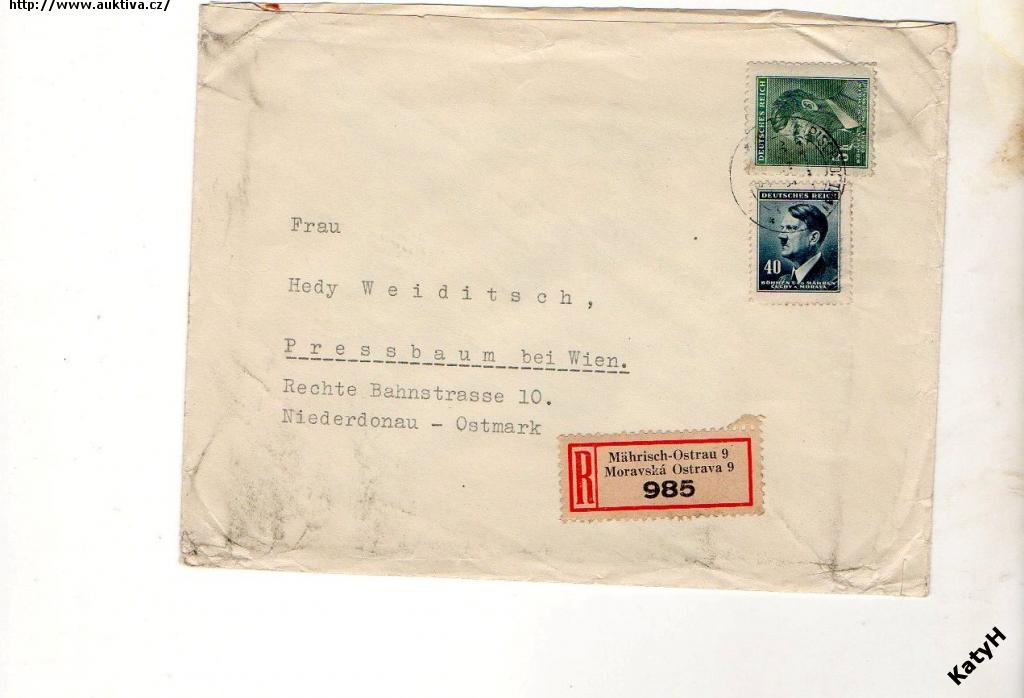 http://www.auktiva.cz/
DEUTSCHES REICH
DEUTSCHES REICH
40
BÖHMEN U. MÄHREN
ČECHY A MORAVA
Frau
Hedy Weiditsch,
Pressbaum bei Wien.
Rechte Bahnstrasse 10.
Niederdonau - Ostmark
R
Mährisch-Ostrau 9
Moravská Ostrava 9
985
KatyH